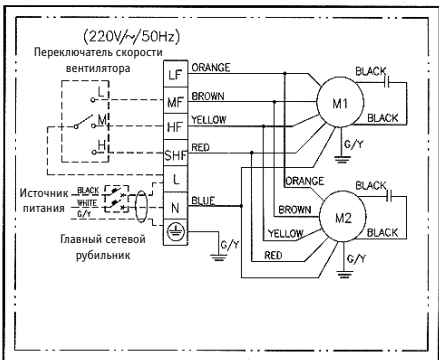 (220V/~/50Hz)
Переключатель скорости
вентилятора
L
M
H
LF
MF
HF
SHF
L
N
ORANGE
BROWN
YELLOW
RED
BLUE
G/Y
M1
BLACK
BLACK
G/Y
Источник
питания
BLACK
WHITE
G/Y
Главный сетевой
рубильник
ORANGE
BROWN
YELLOW
RED
M2
BLACK
BLACK
G/Y